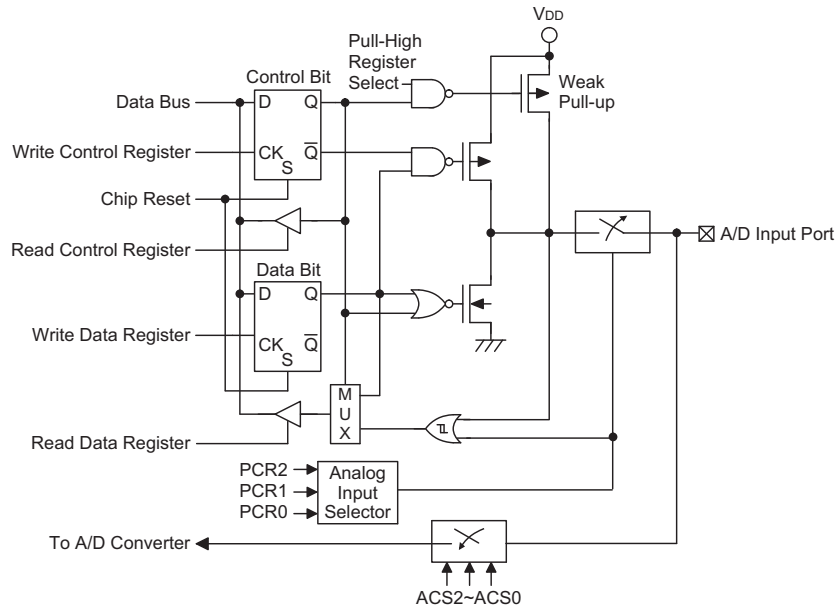 VDD
Pull-High
Register
Select
Weak
Pull-up
Control Bit
Data Bus
D
Q
Write Control Register
CK
Q
S
Chip Reset
Read Control Register
Data Bit
D
Q
Write Data Register
CK
Q
S
A/D Input Port
M
U
X
Read Data Register
PCR2
PCR1
PCR0
Analog
Input
Selector
To A/D Converter
ACS2~ACS0